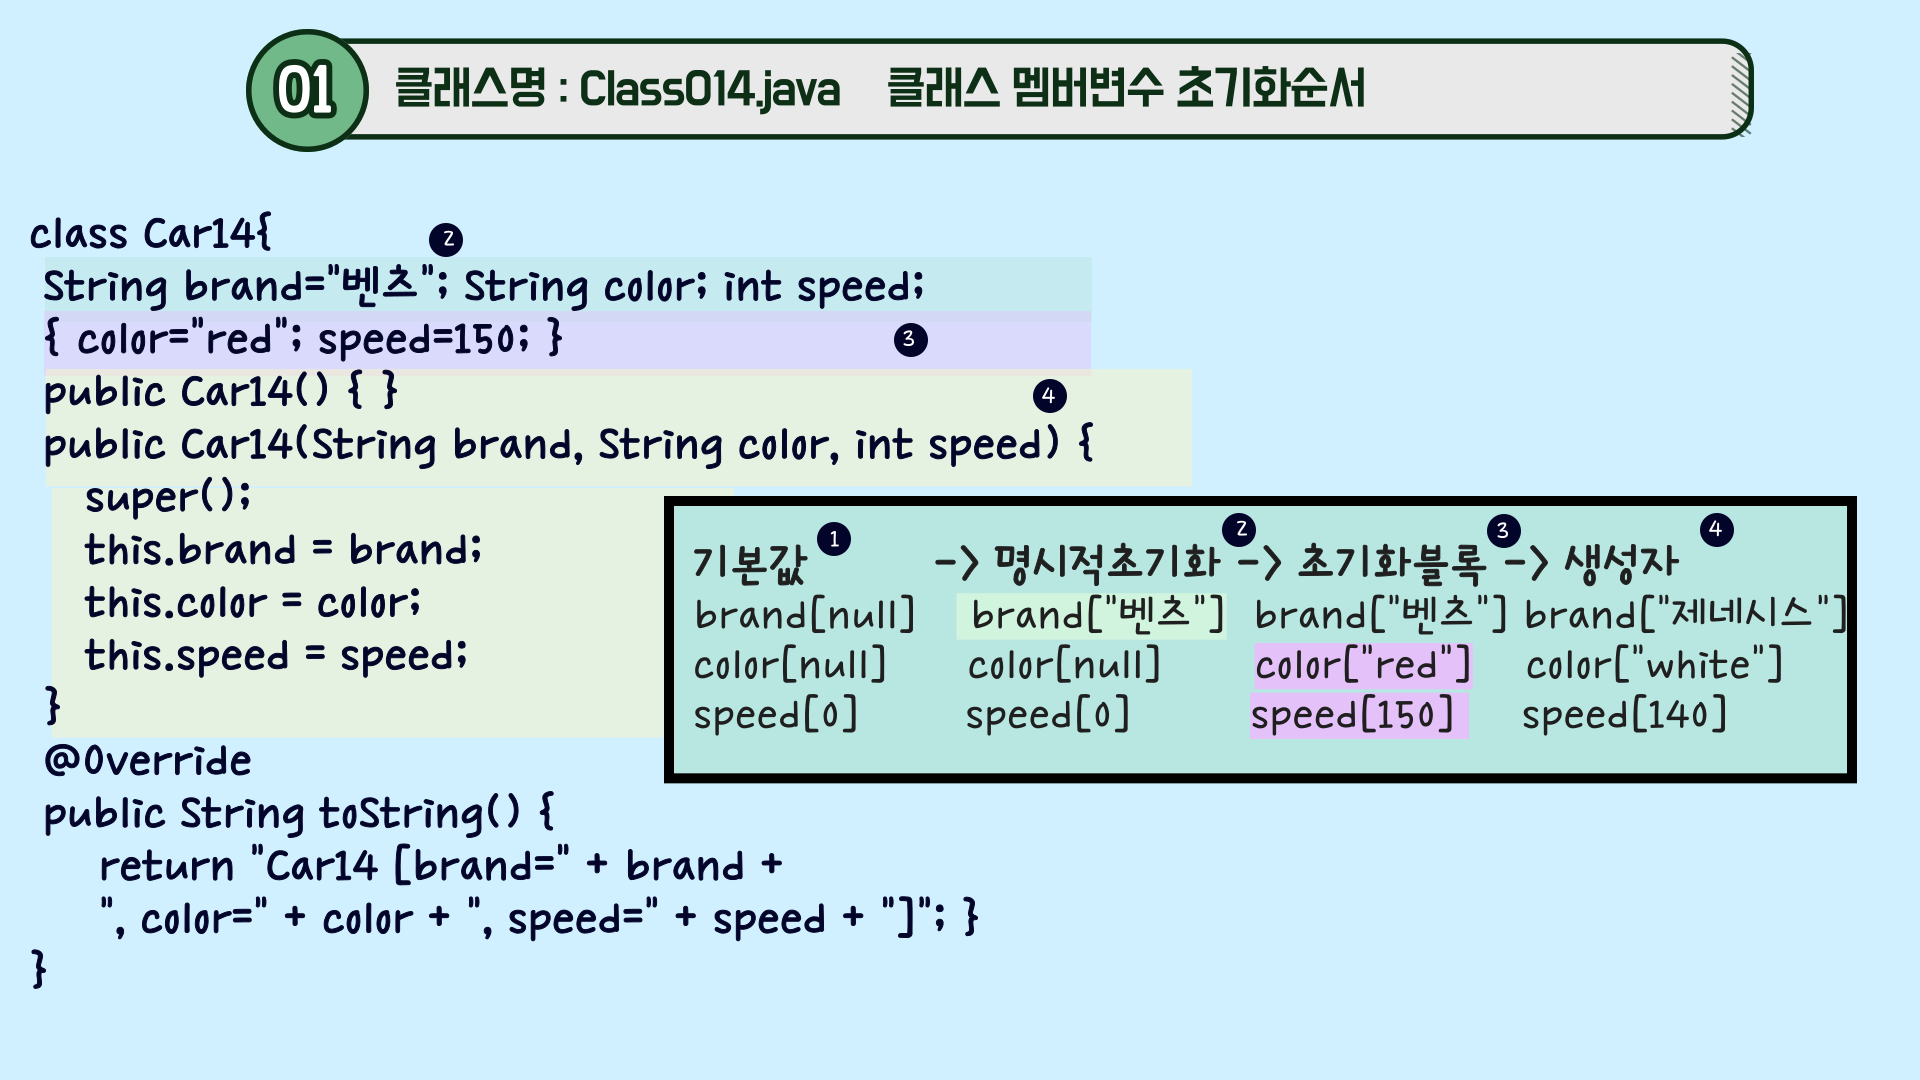 01 클래스명 : Class014.java 클래스 멤버변수 초기화순서
class Car14{
2
String brand="벤츠"; String color; int speed;
{ color="red"; speed=150; }
3
public Car14() { }
4
public Car14(String brand, String color, int speed) {
super();
this.brand = brand;
this.color = color;
this.speed = speed;
}
@Override
public String toString() {
return "Car14 [brand=" + brand +
", color=" + color + ", speed=" + speed + "]"; }
}
1 2 3 4
기본값 -> 명시적초기화 -> 초기화블록 -> 생성자
brand[null] brand["벤츠"] brand["벤츠"] brand["제네시스"]
color[null] color[null] color["red"] color["white"]
speed[0] speed[0] speed[150] speed[140]